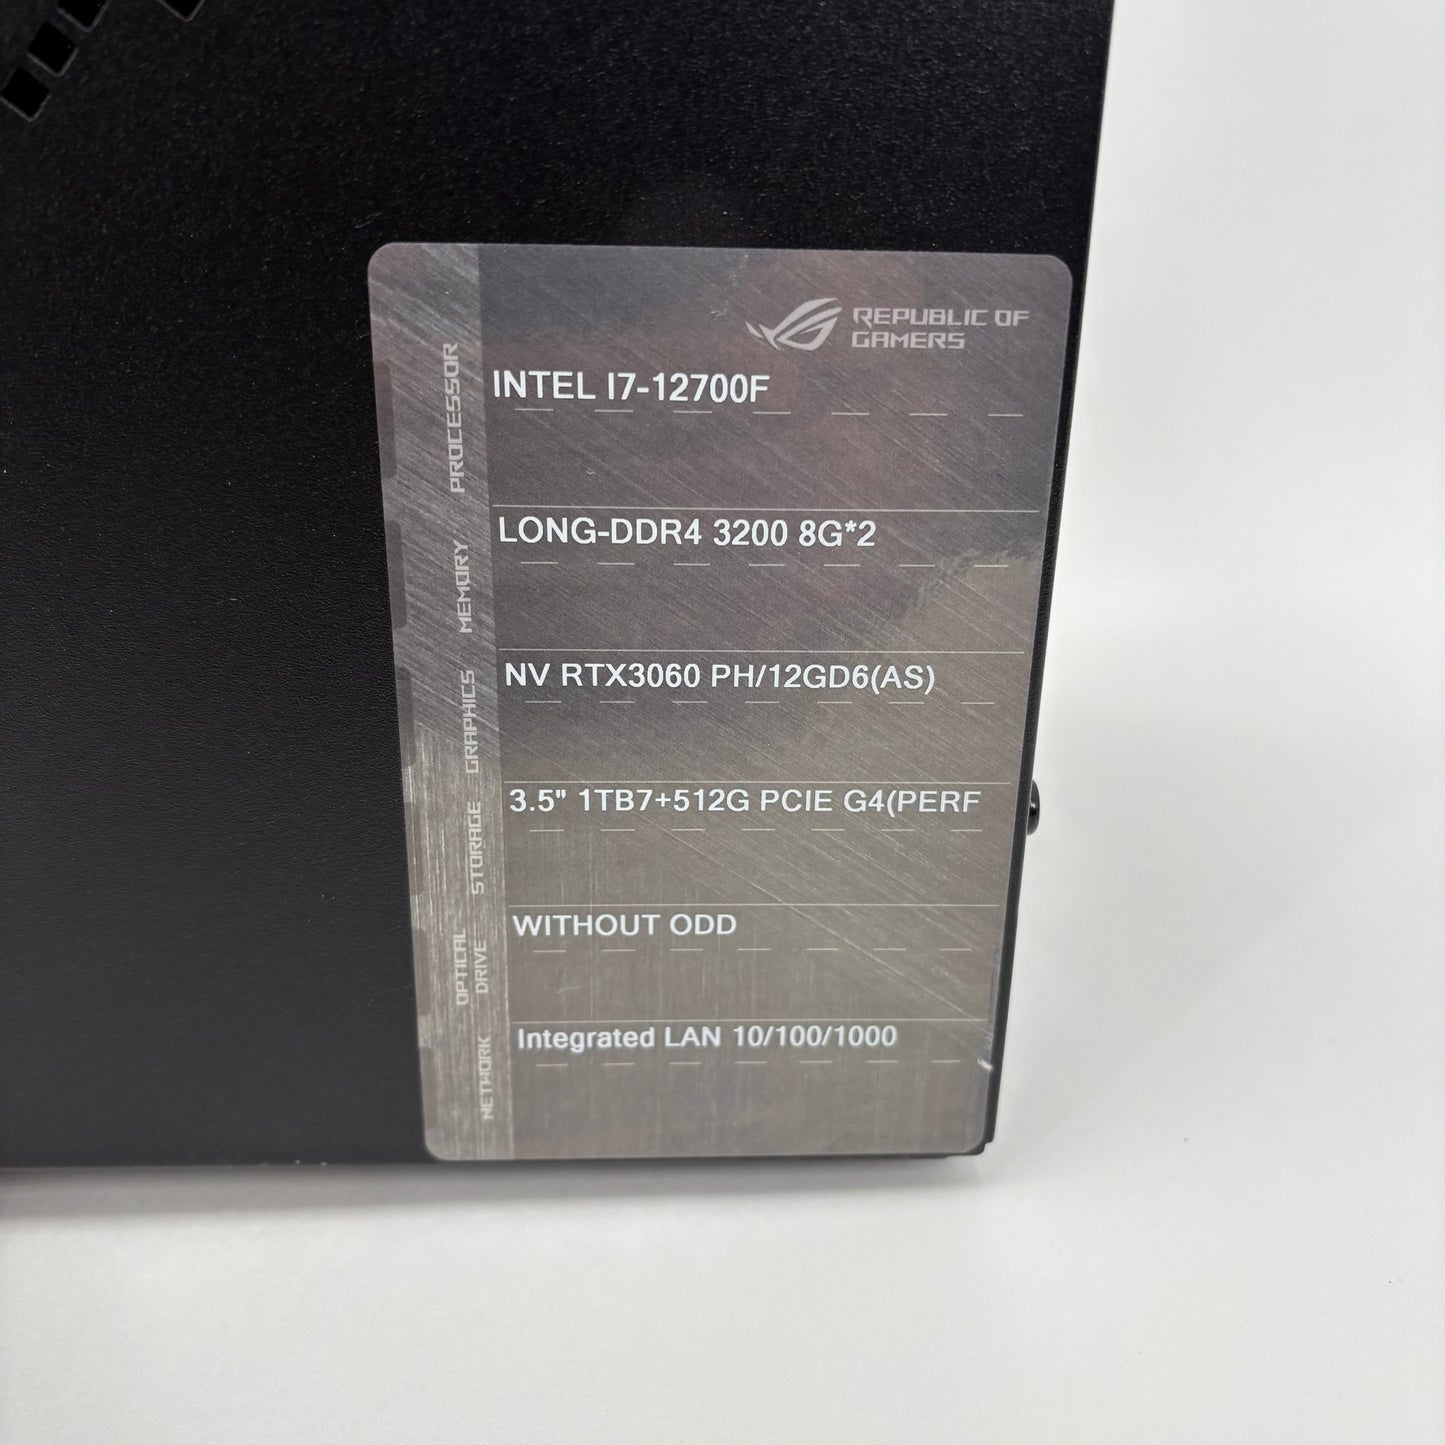 REPUBLIC OF
GAMERS
PROCESSOR
INTEL I7-12700F
MEMORY
LONG-DDR4 3200 8G*2
GRAPHICS
NV RTX3060 PH/12GD6(AS)
STORAGE
3.5" 1TB7+512G PCIE G4(PERF
OPTICAL
DRIVE
WITHOUT ODD
NETWORK
Integrated LAN 10/100/1000